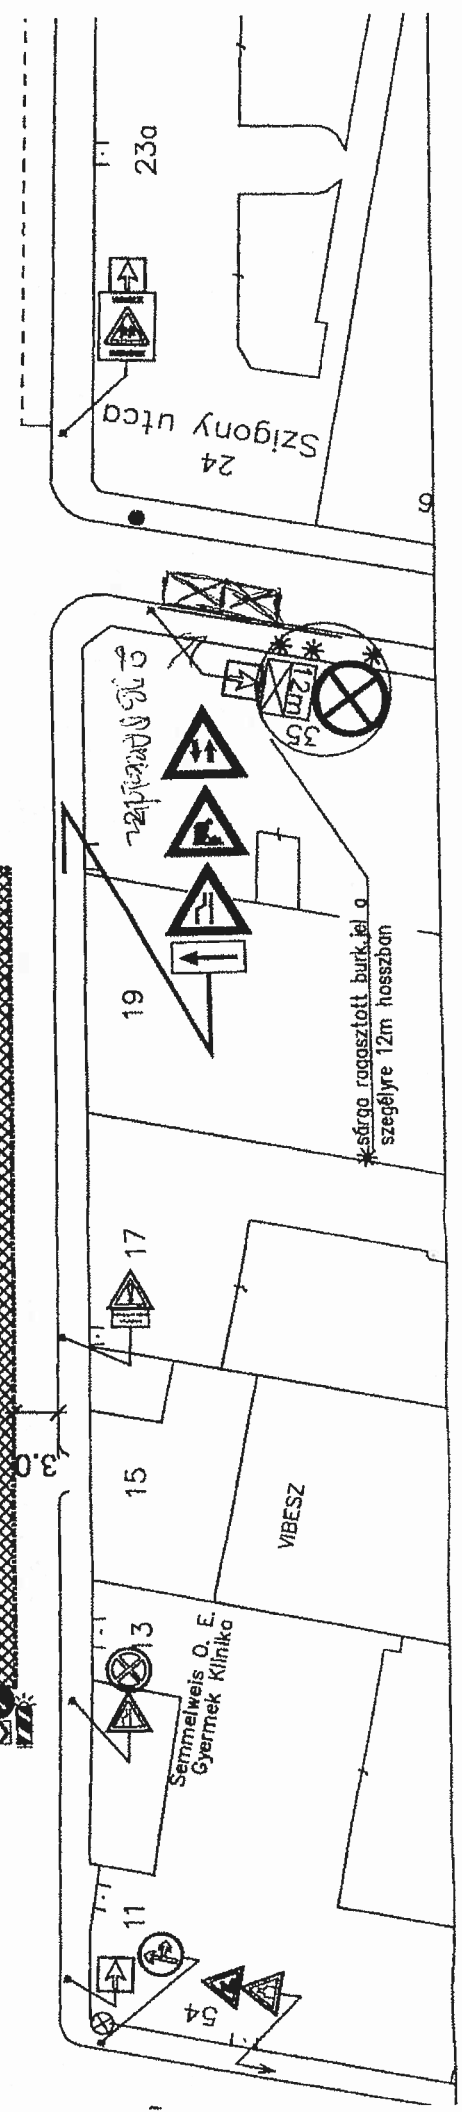 23a
Szigony utca
24
6
12m
35
19
sárga ragasztott burk.jel a
szegélyre 12m hosszban
17
3.0
15
VIBESZ
13
Semmelweis O. E.
Gyermek Klinika
11
54